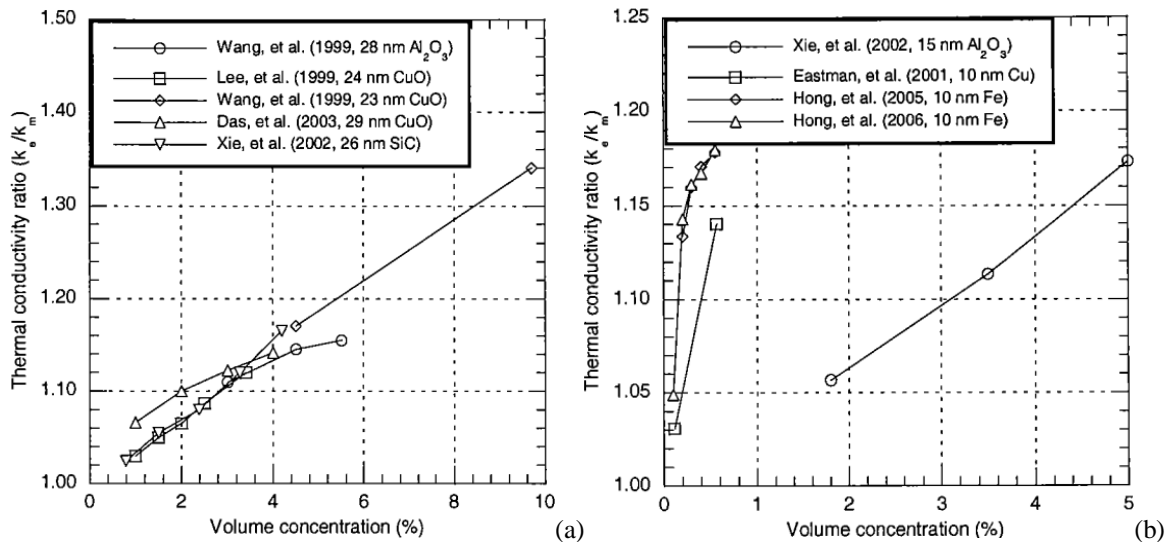 1.50
1.40
1.30
1.20
1.10
1.00
Thermal conductivity ratio (k_e/k_m)
Wang, et al. (1999, 28 nm Al₂O₃)
Lee, et al. (1999, 24 nm CuO)
Wang, et al. (1999, 23 nm CuO)
Das, et al. (2003, 29 nm CuO)
Xie, et al. (2002, 26 nm SiC)
0 2 4 6 8 10
Volume concentration (%)
(a)
1.25
1.20
1.15
1.10
1.05
1.00
Thermal conductivity ratio (k_e/k_m)
Xie, et al. (2002, 15 nm Al₂O₃)
Eastman, et al. (2001, 10 nm Cu)
Hong, et al. (2005, 10 nm Fe)
Hong, et al. (2006, 10 nm Fe)
0 1 2 3 4 5
Volume concentration (%)
(b)